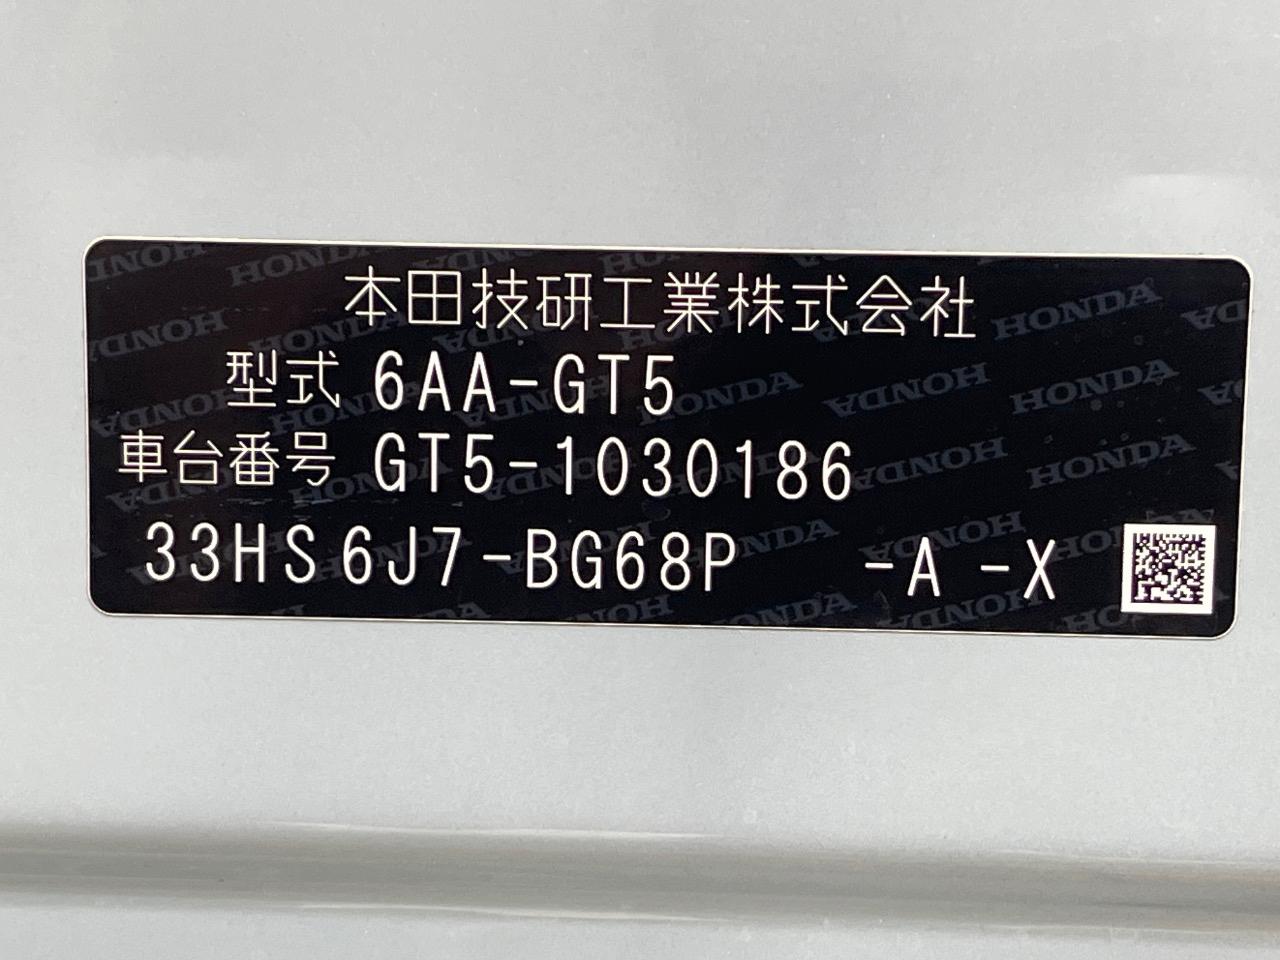 本田技研工業株式会社
型式 6AA-GT5
車台番号 GT5-1030186
33HS6J7-BG68P -A -X